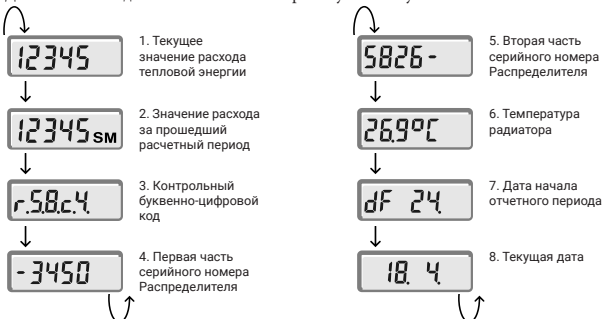 12345
1. Текущее
значение расхода
тепловой энергии
12345 SM
2. Значение расхода
за прошедший
расчетный период
r.5.8.c.4.
3. Контрольный
буквенно-цифровой
код
-3450
4. Первая часть
серийного номера
Распределителя
5826-
5. Вторая часть
серийного номера
Распределителя
26.9°C
6. Температура
радиатора
dF 24.
7. Дата начала
отчетного периода
18. 4.
8. Текущая дата